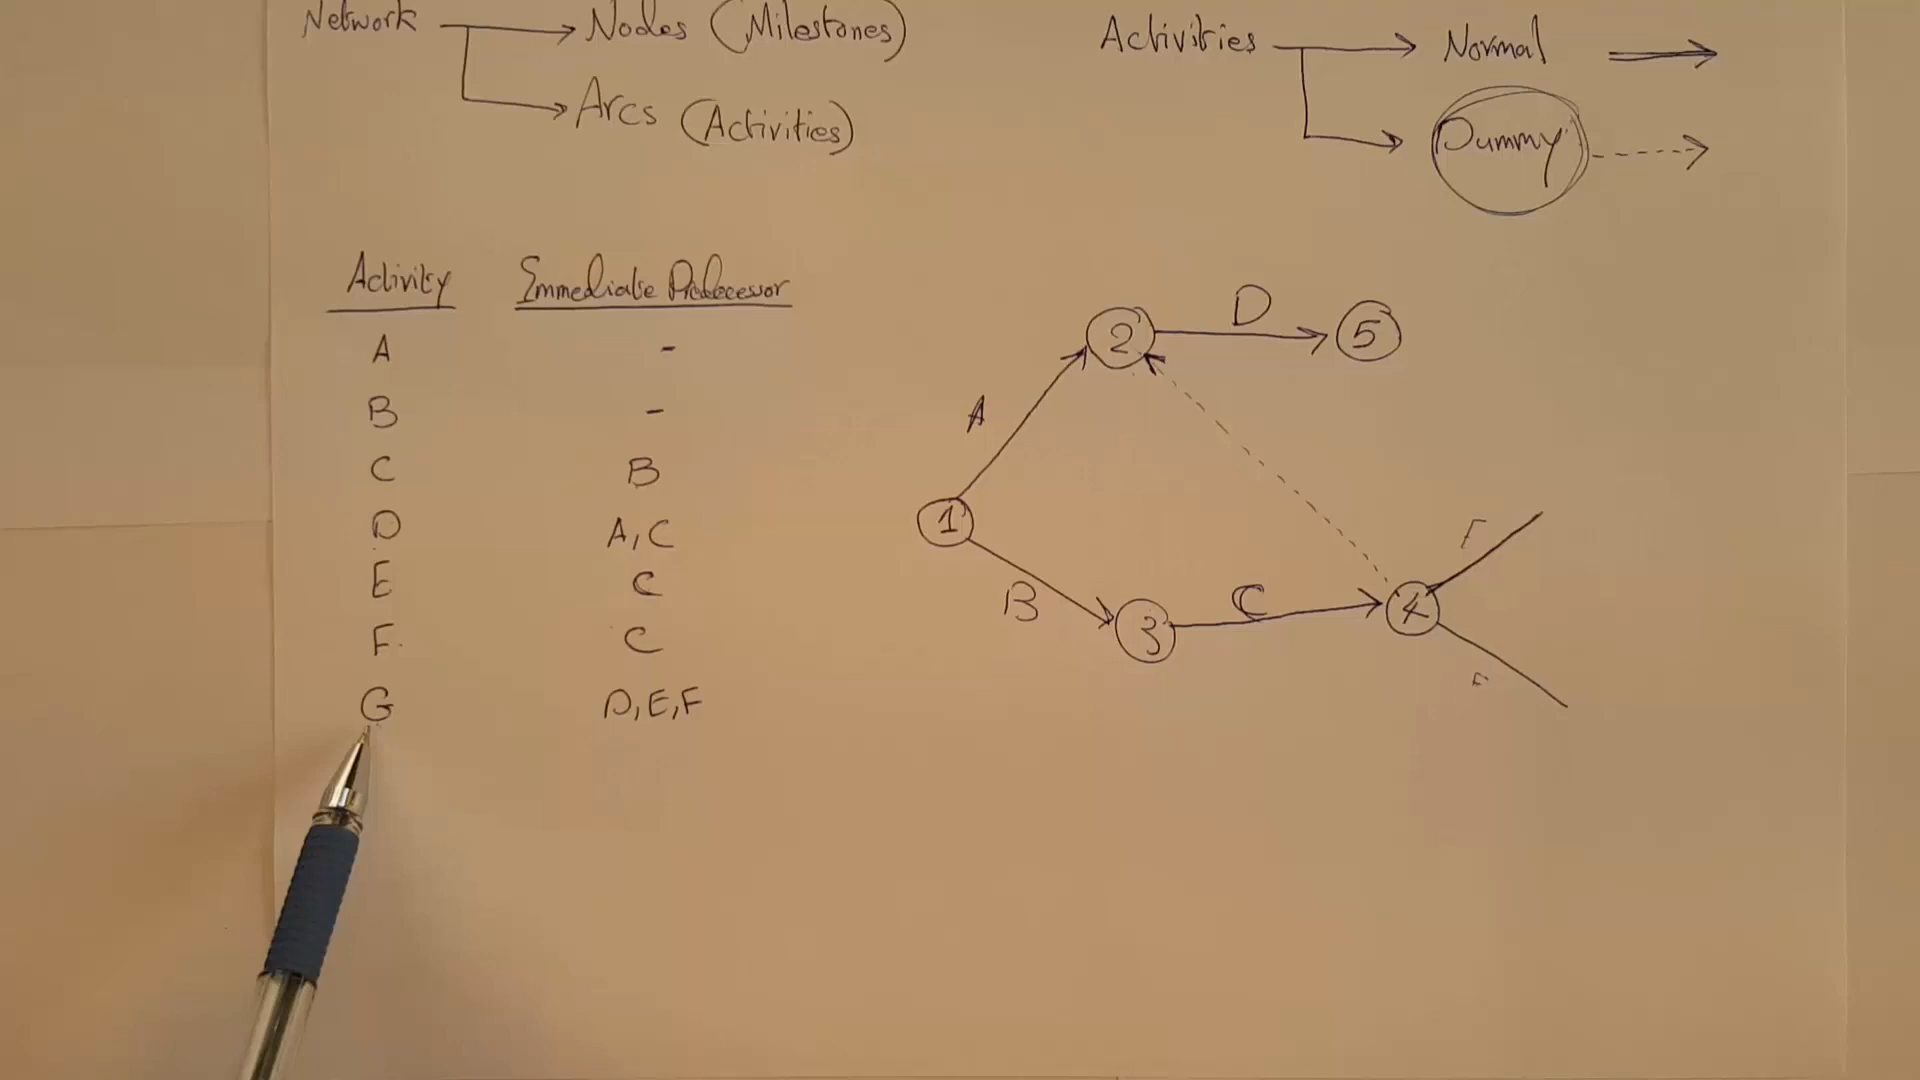 Network → Nodes (Milestones)
→ Arcs (Activities)
Activities → Normal
→ Dummy
Activity Immediate Predecessor
A -
B -
C B
D A,C
E C
F C
G D,E,F
1
2
3
4
5
A
B
C
D